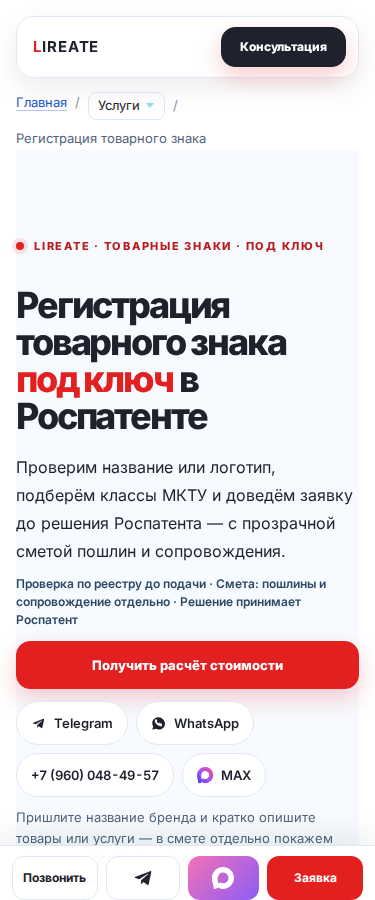 LIREATE
Консультация
Главная / Услуги /
Регистрация товарного знака
LIREATE · ТОВАРНЫЕ ЗНАКИ · ПОД КЛЮЧ
Регистрация
товарного знака
под ключ в
Роспатенте
Проверим название или логотип,
подберём классы МКТУ и доведём заявку
до решения Роспатента — с прозрачной
сметой пошлин и сопровождения.
Проверка по реестру до подачи · Смета: пошлины и
сопровождение отдельно · Решение принимает
Роспатент
Получить расчёт стоимости
Telegram WhatsApp
+7 (960) 048-49-57 MAX
Пришлите название бренда и кратко опишите
товары или услуги — в смете отдельно покажем
Позвонить Заявка